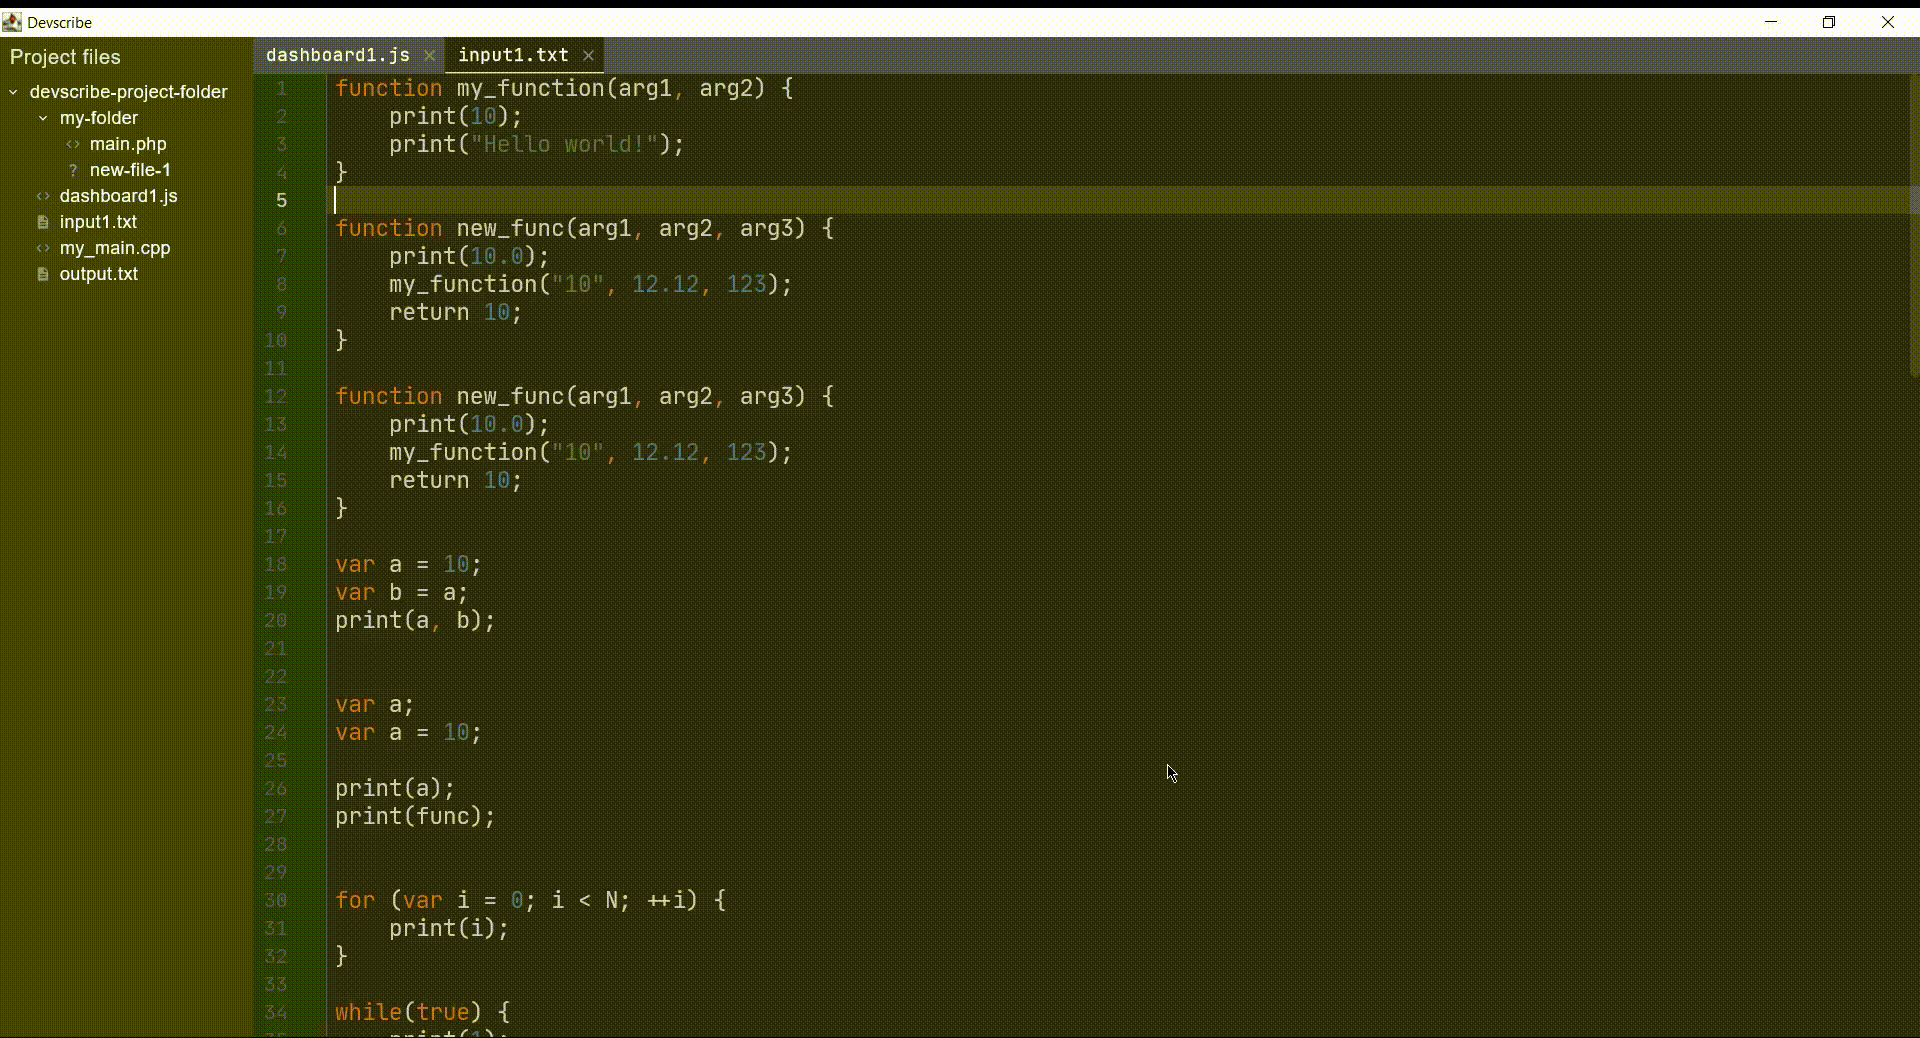 Devscribe
Project files
devscribe-project-folder
my-folder
main.php
? new-file-1
dashboard1.js
input1.txt
my_main.cpp
output.txt
dashboard1.js
input1.txt
1 function my_function(arg1, arg2) {
2     print(10);
3     print("Hello world!");
4 }
5
6 function new_func(arg1, arg2, arg3) {
7     print(10.0);
8     my_function("10", 12.12, 123);
9     return 10;
10 }
11
12 function new_func(arg1, arg2, arg3) {
13     print(10.0);
14     my_function("10", 12.12, 123);
15     return 10;
16 }
17
18 var a = 10;
19 var b = a;
20 print(a, b);
21
22
23 var a;
24 var a = 10;
25
26 print(a);
27 print(func);
28
29
30 for (var i = 0; i < N; ++i) {
31     print(i);
32 }
33
34 while(true) {
35     print(1);